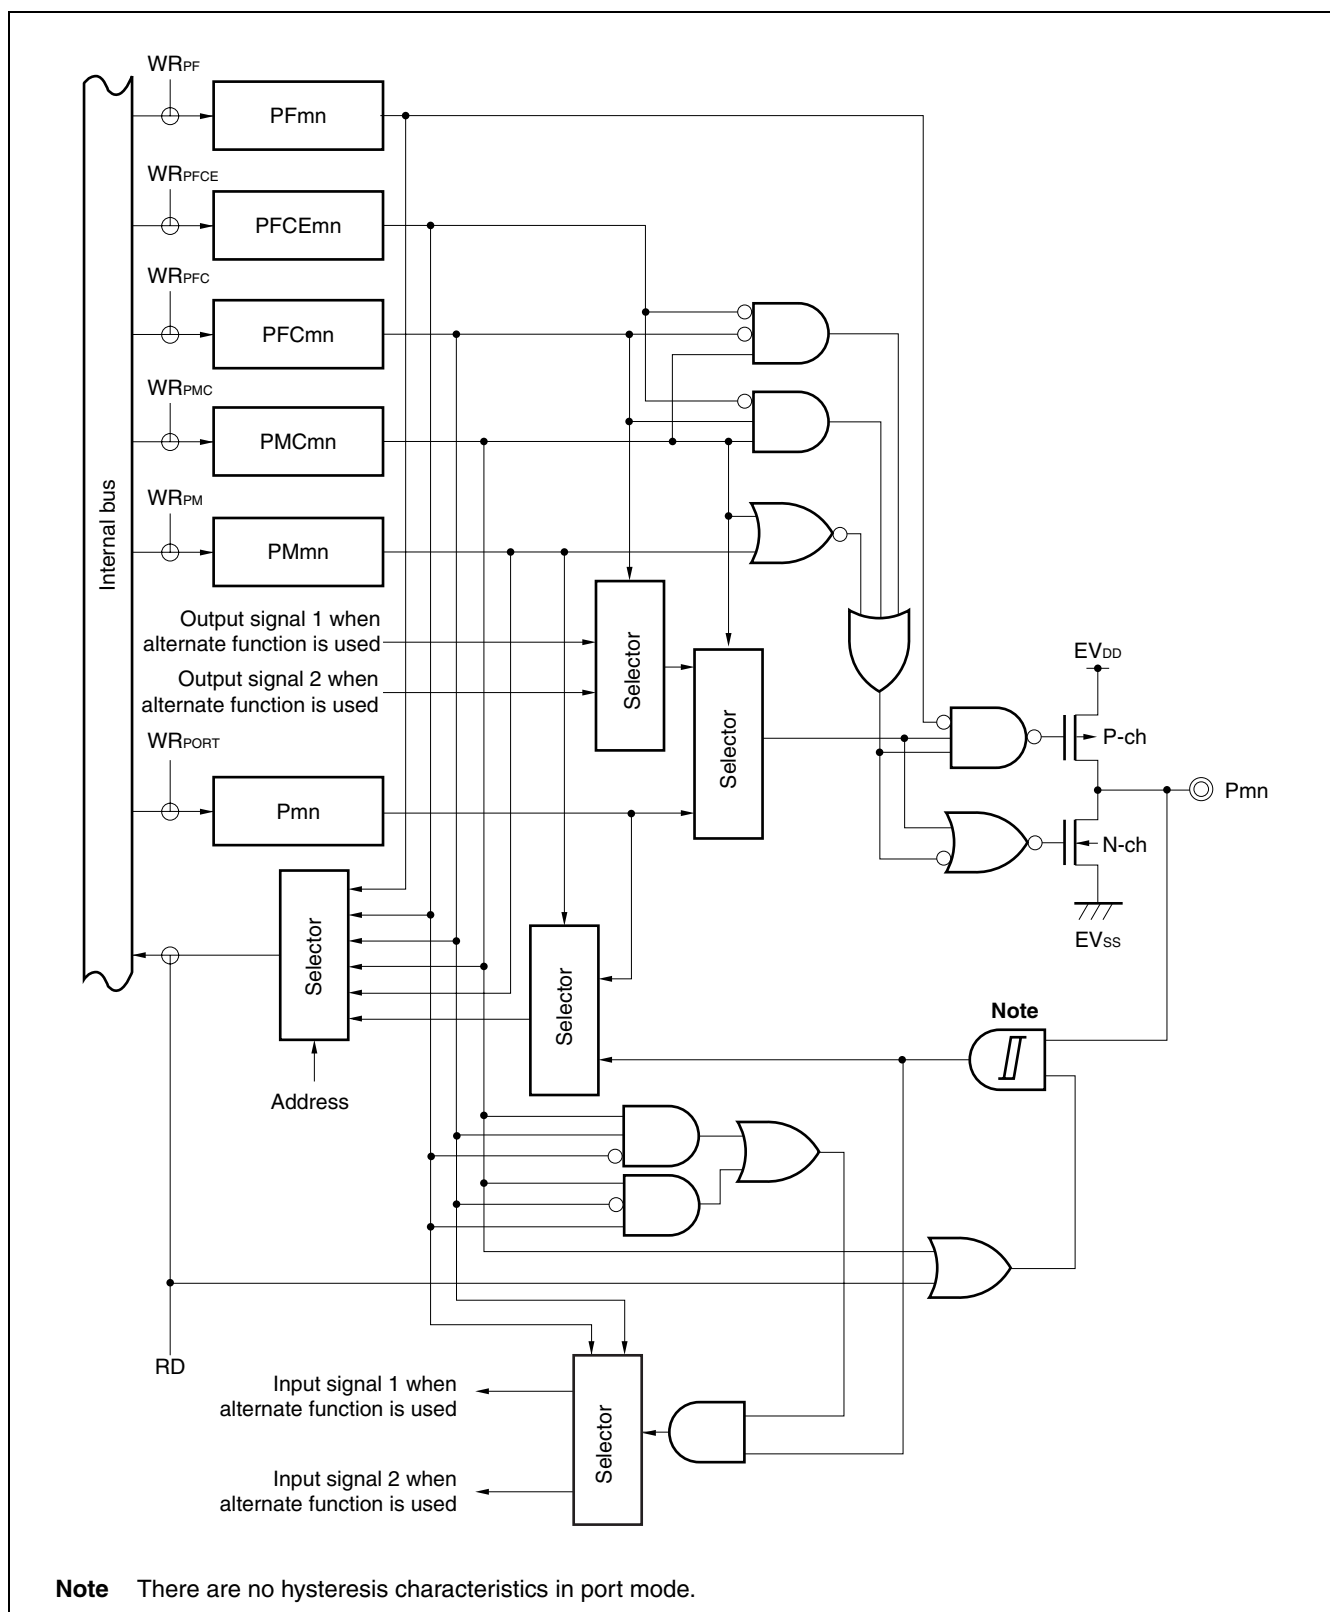 WRPF
PFmn
WRPFCE
PFCEmn
WRPFC
PFCmn
WRPMC
PMCmn
WRPM
PMmn
Internal bus
Output signal 1 when
alternate function is used
Output signal 2 when
alternate function is used
Selector
Selector
WRPORT
Pmn
EVDD
P-ch
Pmn
N-ch
EVSS
Selector
Selector
Address
Note
RD
Input signal 1 when
alternate function is used
Input signal 2 when
alternate function is used
Selector
Note There are no hysteresis characteristics in port mode.